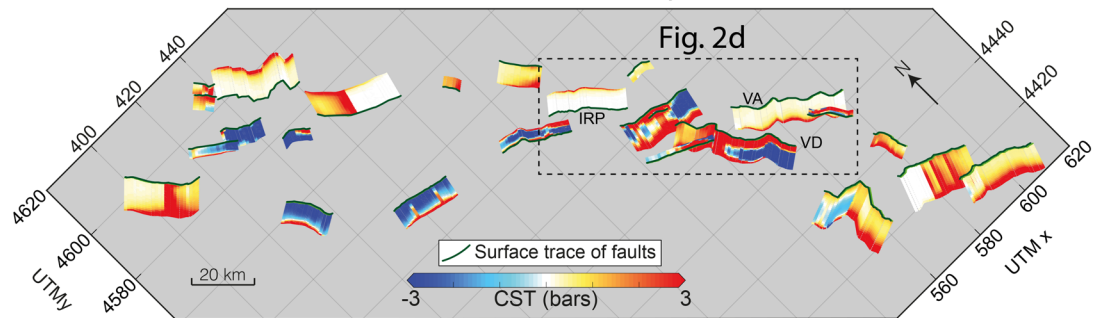 Fig. 2d
440
420
400
4620
4600
4580
UTMy
4440
4420
N
VA
IRP
VD
620
600
580
560
UTM x
Surface trace of faults
20 km
-3
3
CST (bars)